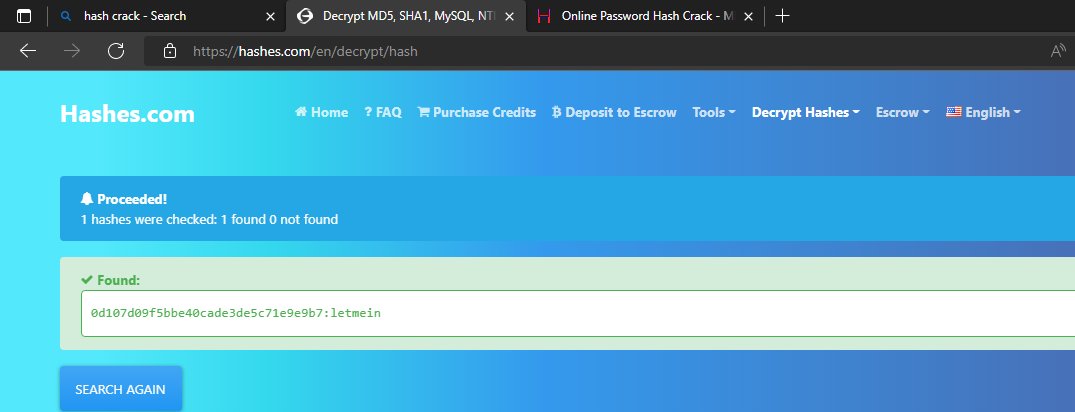 hash crack - Search
Decrypt MD5, SHA1, MySQL, NT
Online Password Hash Crack - M
https://hashes.com/en/decrypt/hash
Hashes.com
Home ? FAQ Purchase Credits Deposit to Escrow Tools Decrypt Hashes Escrow English
Proceeded!
1 hashes were checked: 1 found 0 not found
Found:
0d107d09f5bbe40cade3de5c71e9e9b7:letmein
SEARCH AGAIN